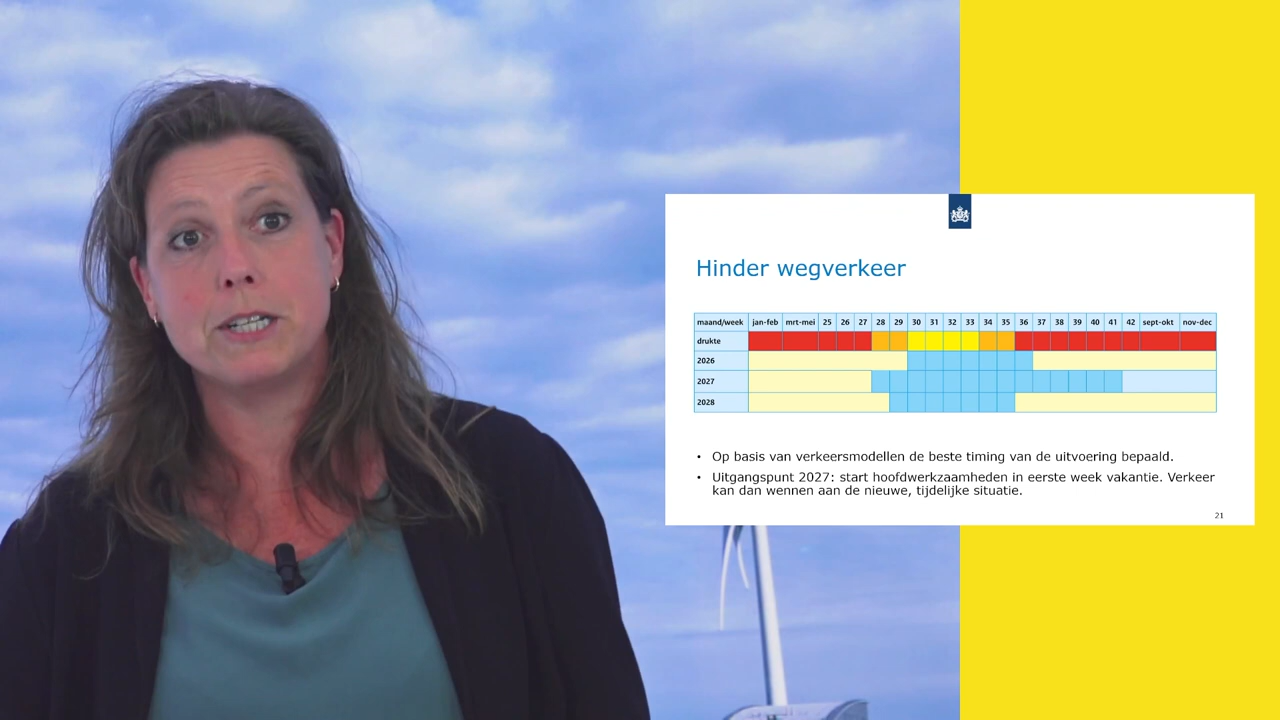 Hinder wegverkeer
maand/week jan-feb mrt-mei 25 26 27 28 29 30 31 32 33 34 35 36 37 38 39 40 41 42 sept-okt nov-dec
drukte
2026
2027
2028
• Op basis van verkeersmodellen de beste timing van de uitvoering bepaald.
• Uitgangspunt 2027: start hoofdwerkzaamheden in eerste week vakantie. Verkeer
kan dan wennen aan de nieuwe, tijdelijke situatie.
21